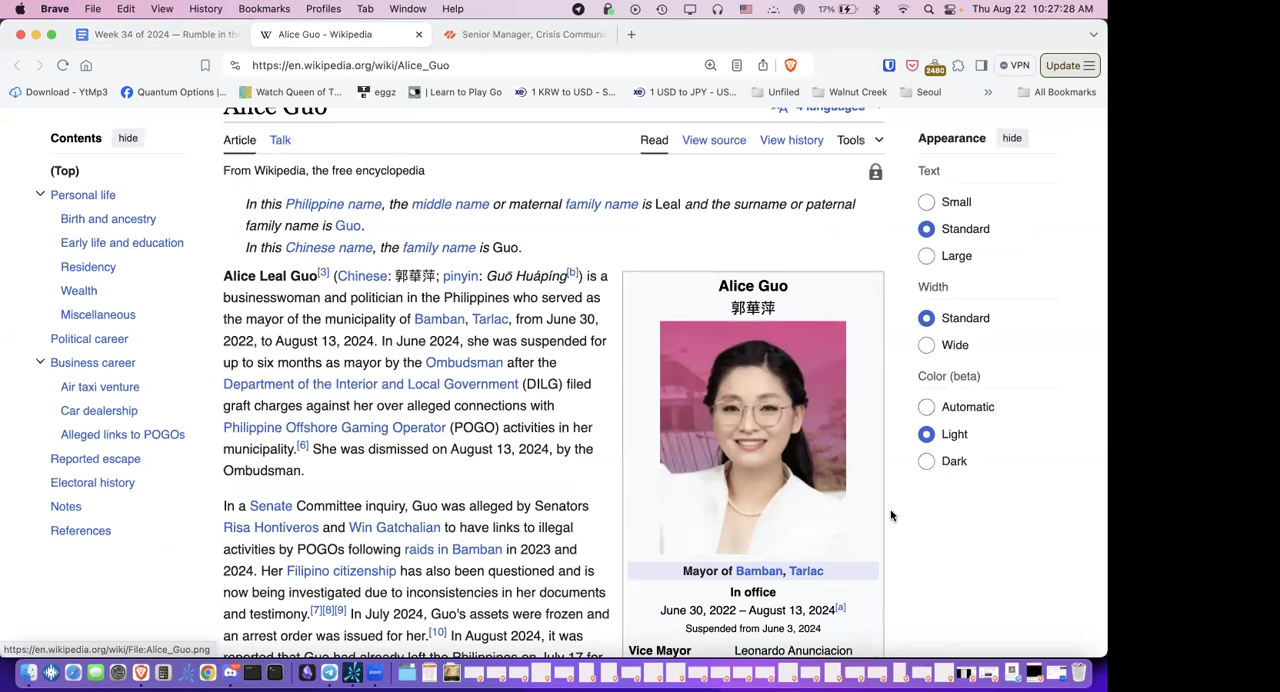 Brave File Edit View History Bookmarks Profiles Tab Window Help 17% Thu Aug 22 10:27:28 AM
Week 34 of 2024 — Rumble in th
Alice Guo - Wikipedia
Senior Manager, Crisis Communic
https://en.wikipedia.org/wiki/Alice_Guo
2480
VPN
Update
Download - YtMp3
Quantum Options |...
Watch Queen of T...
eggz
| Learn to Play Go
1 KRW to USD - S...
1 USD to JPY - US...
Unfiled
Walnut Creek
Seoul
»
All Bookmarks
Alice Guo
4 languages
Contents hide
(Top)
Personal life
Birth and ancestry
Early life and education
Residency
Wealth
Miscellaneous
Political career
Business career
Air taxi venture
Car dealership
Alleged links to POGOs
Reported escape
Electoral history
Notes
References
Article Talk Read View source View history Tools
From Wikipedia, the free encyclopedia
In this Philippine name, the middle name or maternal family name is Leal and the surname or paternal
family name is Guo.
In this Chinese name, the family name is Guo.
Alice Leal Guo[3] (Chinese: 郭華萍; pinyin: Guō Huápíng[b]) is a
businesswoman and politician in the Philippines who served as
the mayor of the municipality of Bamban, Tarlac, from June 30,
2022, to August 13, 2024. In June 2024, she was suspended for
up to six months as mayor by the Ombudsman after the
Department of the Interior and Local Government (DILG) filed
graft charges against her over alleged connections with
Philippine Offshore Gaming Operator (POGO) activities in her
municipality.[6] She was dismissed on August 13, 2024, by the
Ombudsman.
In a Senate Committee inquiry, Guo was alleged by Senators
Risa Hontiveros and Win Gatchalian to have links to illegal
activities by POGOs following raids in Bamban in 2023 and
2024. Her Filipino citizenship has also been questioned and is
now being investigated due to inconsistencies in her documents
and testimony.[7][8][9] In July 2024, Guo's assets were frozen and
an arrest order was issued for her.[10] In August 2024, it was
reported that Guo had already left the Philippines on July 17 for
Alice Guo
郭華萍
Mayor of Bamban, Tarlac
In office
June 30, 2022 – August 13, 2024[a]
Suspended from June 3, 2024
Vice Mayor Leonardo Anunciacion
Appearance hide
Text
Small
Standard
Large
Width
Standard
Wide
Color (beta)
Automatic
Light
Dark
https://en.wikipedia.org/wiki/File:Alice_Guo.png